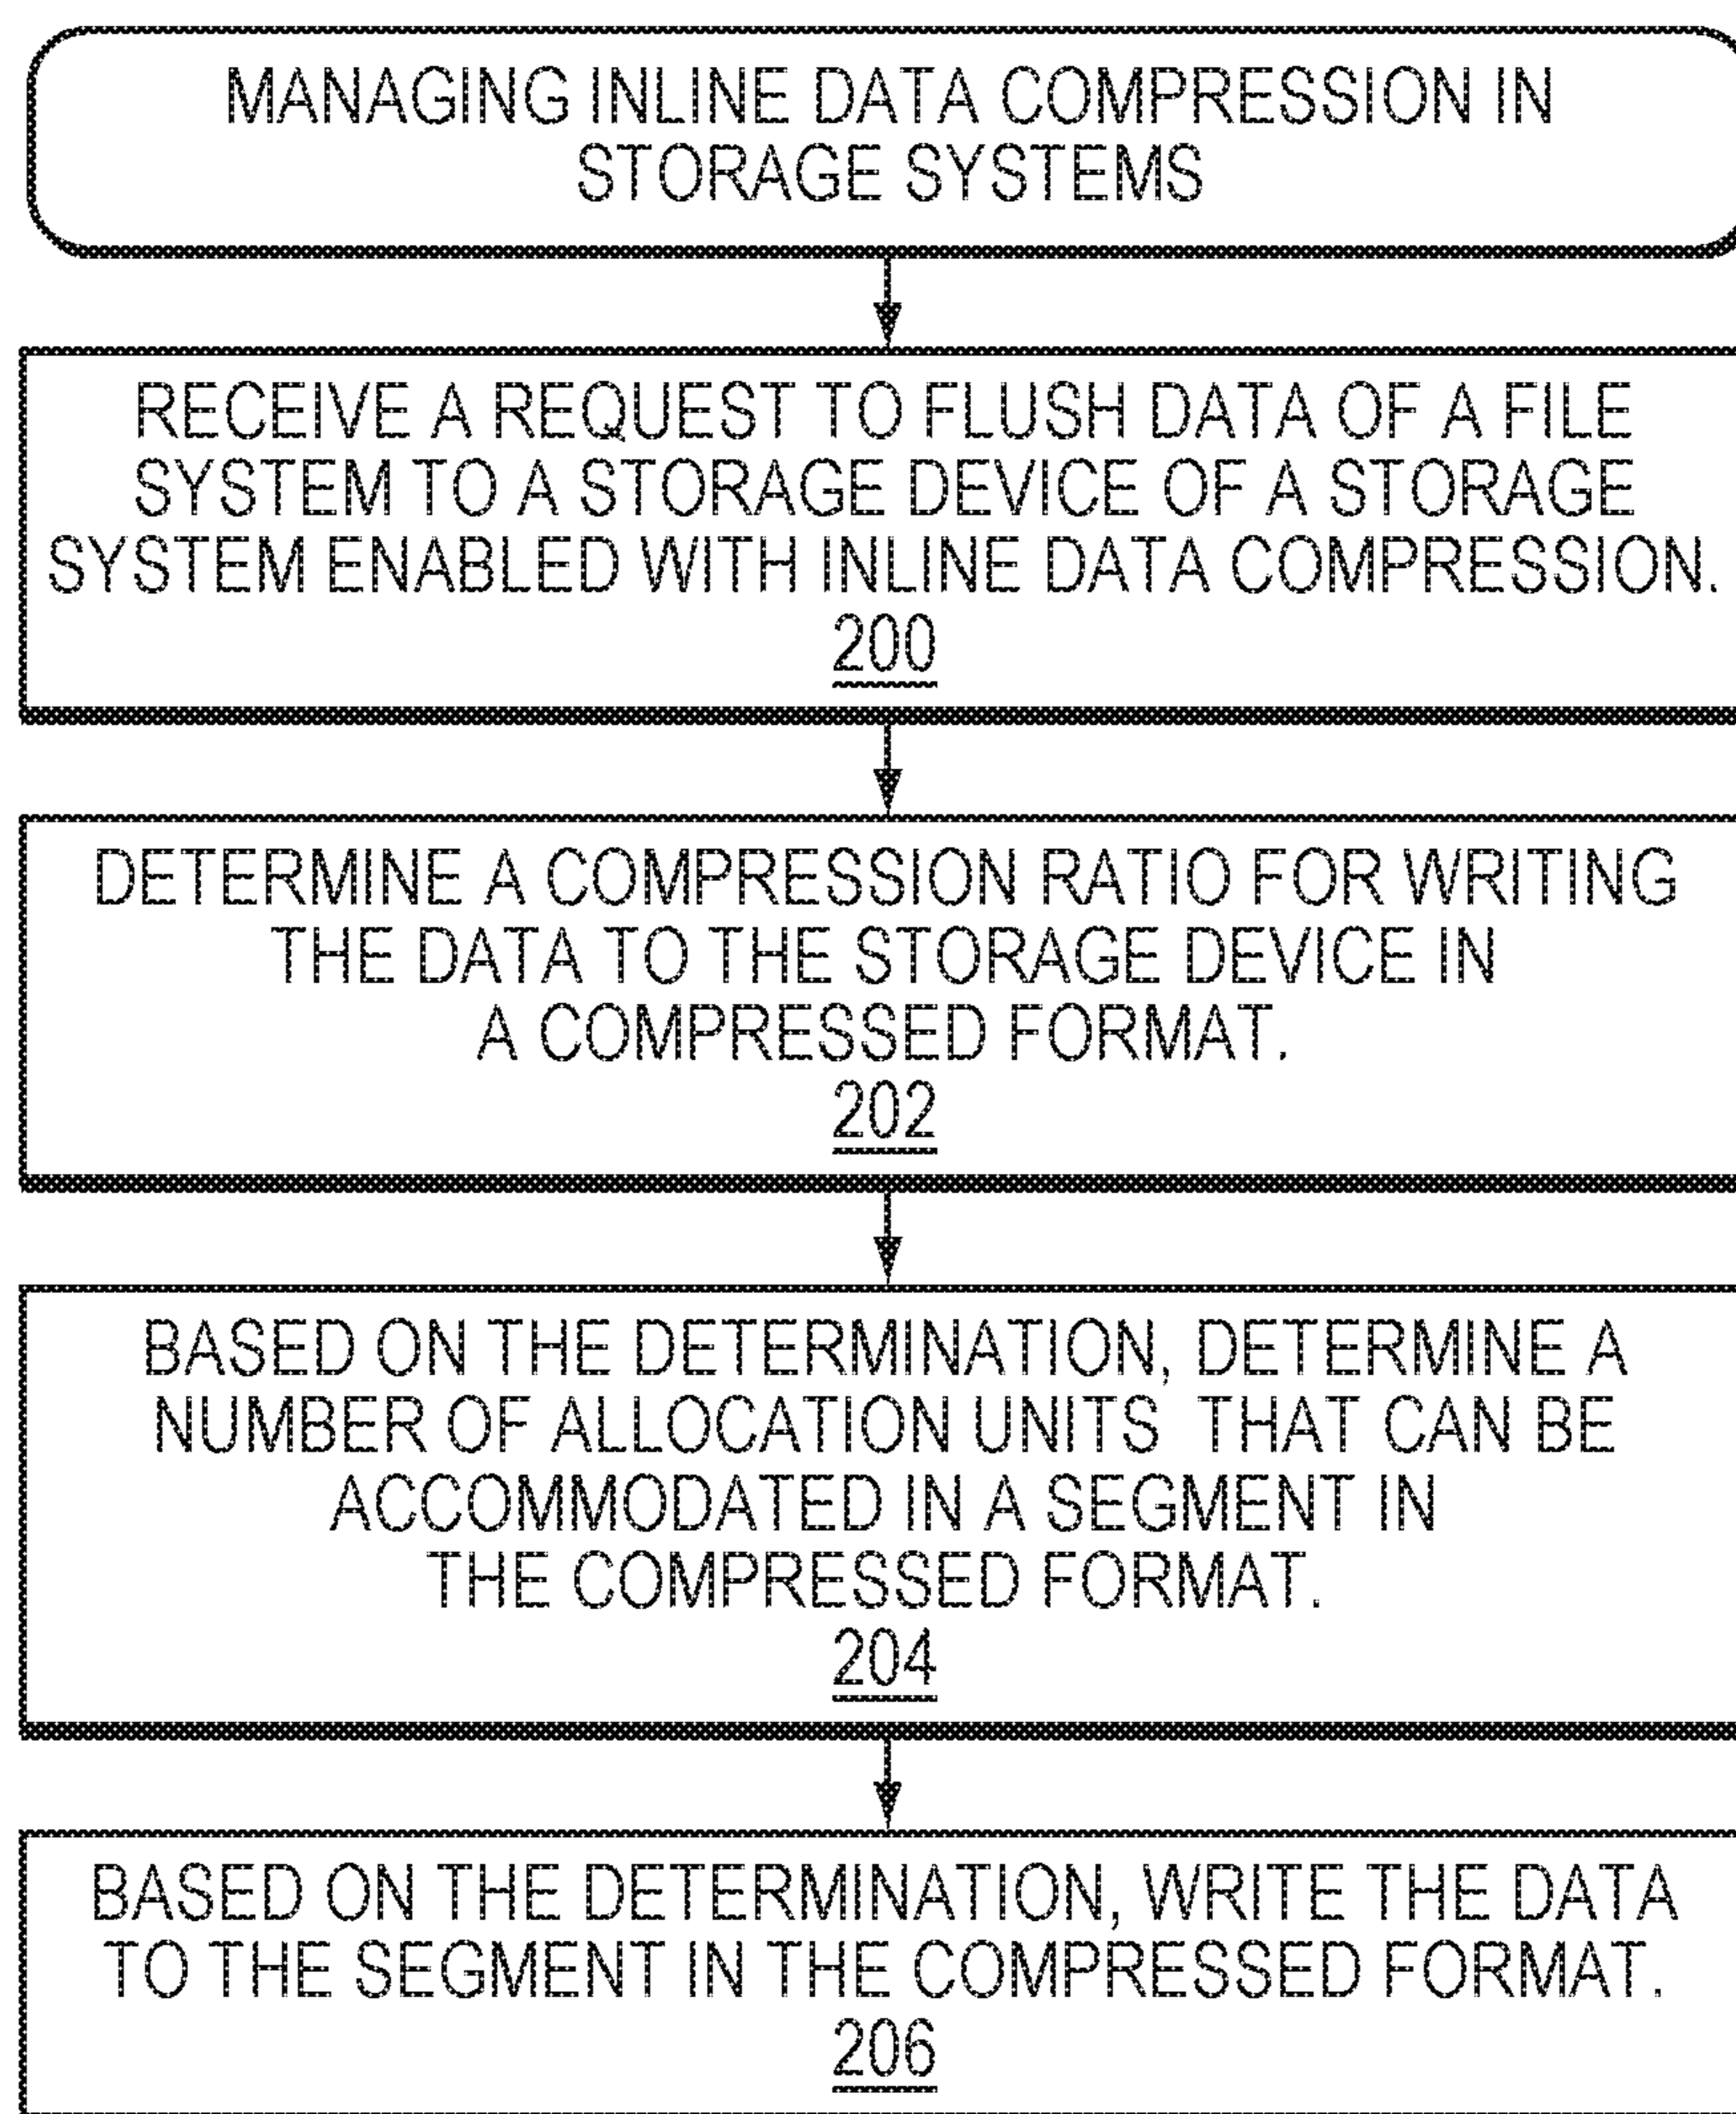 MANAGING INLINE DATA COMPRESSION IN
STORAGE SYSTEMS
RECEIVE A REQUEST TO FLUSH DATA OF A FILE
SYSTEM TO A STORAGE DEVICE OF A STORAGE
SYSTEM ENABLED WITH INLINE DATA COMPRESSION.
200
DETERMINE A COMPRESSION RATIO FOR WRITING
THE DATA TO THE STORAGE DEVICE IN
A COMPRESSED FORMAT.
202
BASED ON THE DETERMINATION, DETERMINE A
NUMBER OF ALLOCATION UNITS THAT CAN BE
ACCOMMODATED IN A SEGMENT IN
THE COMPRESSED FORMAT.
204
BASED ON THE DETERMINATION, WRITE THE DATA
TO THE SEGMENT IN THE COMPRESSED FORMAT.
206